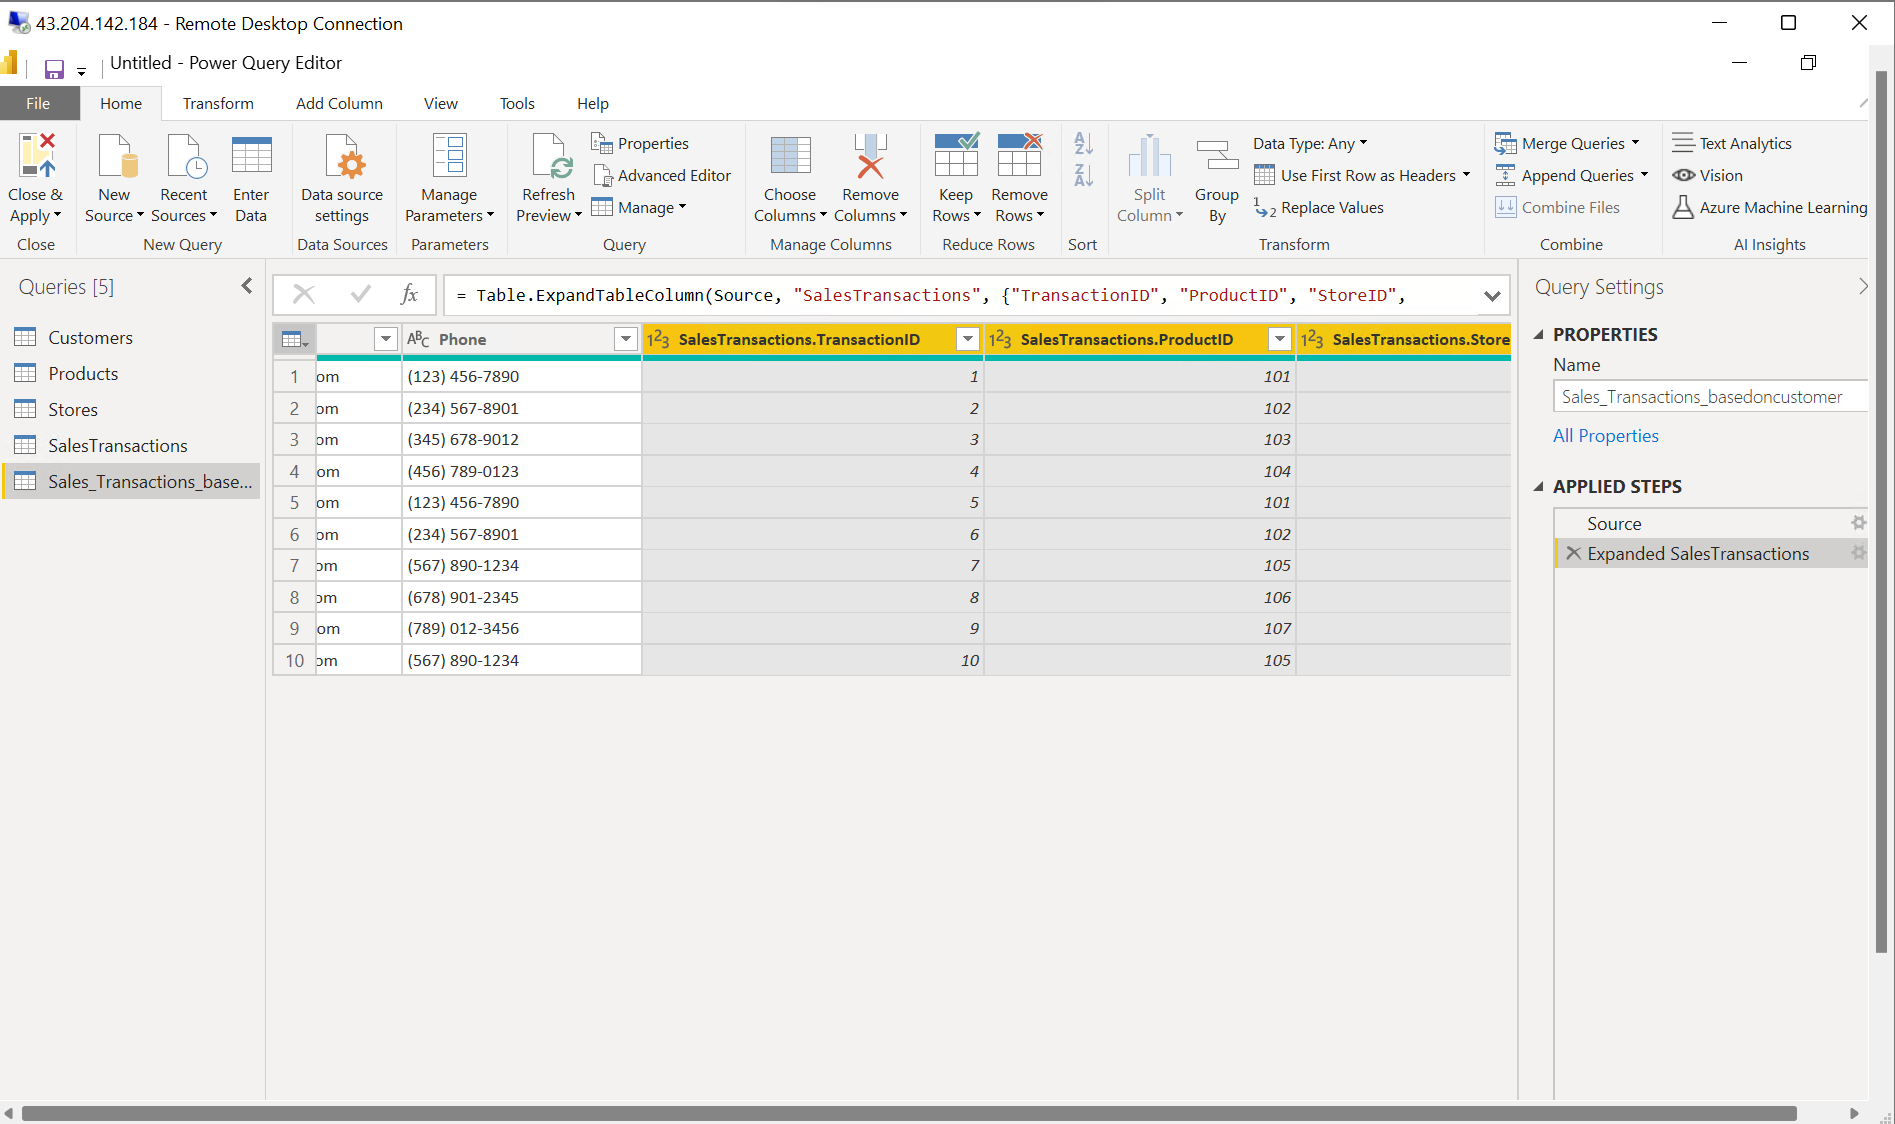 43.204.142.184 - Remote Desktop Connection
Untitled - Power Query Editor
File Home Transform Add Column View Tools Help
Close & Apply
Close
New Source
Recent Sources
Enter Data
New Query
Data source settings
Data Sources
Manage Parameters
Parameters
Refresh Preview
Properties
Advanced Editor
Manage
Query
Choose Columns
Remove Columns
Manage Columns
Keep Rows
Remove Rows
Reduce Rows
Sort
Split Column
Group By
Data Type: Any
Use First Row as Headers
Replace Values
Transform
Merge Queries
Append Queries
Combine Files
Combine
Text Analytics
Vision
Azure Machine Learning
AI Insights
Queries [5]
Customers
Products
Stores
SalesTransactions
Sales_Transactions_base...
fx = Table.ExpandTableColumn(Source, "SalesTransactions", {"TransactionID", "ProductID", "StoreID",
ABC Phone 123 SalesTransactions.TransactionID 123 SalesTransactions.ProductID 123 SalesTransactions.Store
1 om (123) 456-7890 1 101
2 om (234) 567-8901 2 102
3 om (345) 678-9012 3 103
4 om (456) 789-0123 4 104
5 om (123) 456-7890 5 101
6 om (234) 567-8901 6 102
7 om (567) 890-1234 7 105
8 om (678) 901-2345 8 106
9 om (789) 012-3456 9 107
10 om (567) 890-1234 10 105
Query Settings
PROPERTIES
Name
Sales_Transactions_basedoncustomer
All Properties
APPLIED STEPS
Source
Expanded SalesTransactions